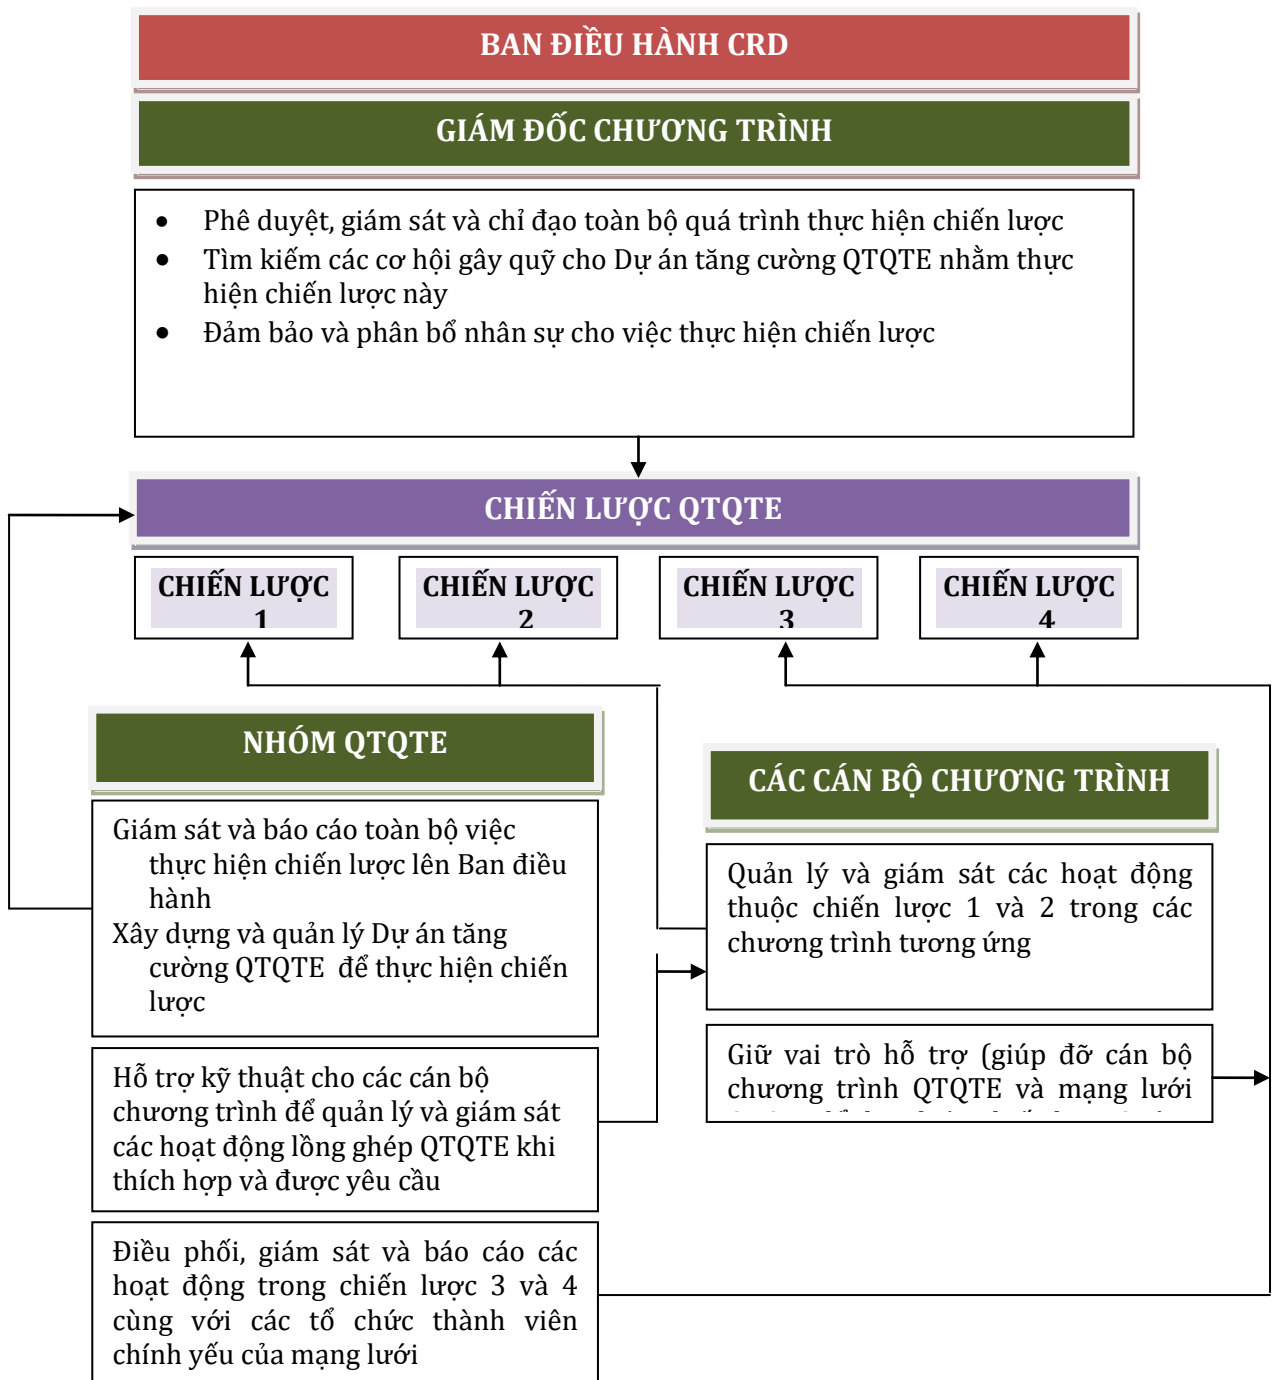 BAN ĐIỀU HÀNH CRD
GIÁM ĐỐC CHƯƠNG TRÌNH
• Phê duyệt, giám sát và chỉ đạo toàn bộ quá trình thực hiện chiến lược
• Tìm kiếm các cơ hội gây quỹ cho Dự án tăng cường QTQTE nhằm thực
hiện chiến lược này
• Đảm bảo và phân bổ nhân sự cho việc thực hiện chiến lược
CHIẾN LƯỢC QTQTE
CHIẾN LƯỢC
1
CHIẾN LƯỢC
2
CHIẾN LƯỢC
3
CHIẾN LƯỢC
4
NHÓM QTQTE
Giám sát và báo cáo toàn bộ việc
thực hiện chiến lược lên Ban điều
hành
Xây dựng và quản lý Dự án tăng
cường QTQTE để thực hiện chiến
lược
Hỗ trợ kỹ thuật cho các cán bộ
chương trình để quản lý và giám sát
các hoạt động lồng ghép QTQTE khi
thích hợp và được yêu cầu
Điều phối, giám sát và báo cáo các
hoạt động trong chiến lược 3 và 4
cùng với các tổ chức thành viên
chính yếu của mạng lưới
CÁC CÁN BỘ CHƯƠNG TRÌNH
Quản lý và giám sát các hoạt động
thuộc chiến lược 1 và 2 trong các
chương trình tương ứng
Giữ vai trò hỗ trợ (giúp đỡ cán bộ
chương trình QTQTE và mạng lưới